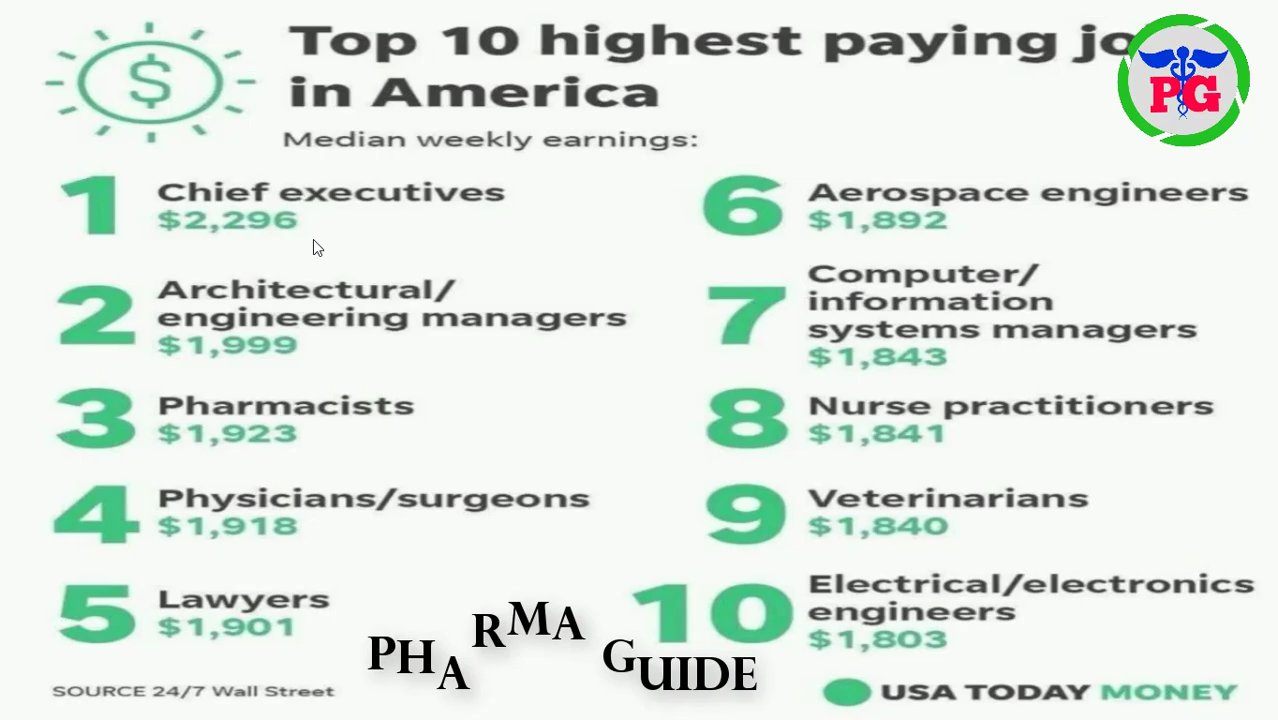 Top 10 highest paying jo
in America
Median weekly earnings:
PG
$
1 Chief executives
$2,296
2 Architectural/
engineering managers
$1,999
3 Pharmacists
$1,923
4 Physicians/surgeons
$1,918
5 Lawyers
$1,901
6 Aerospace engineers
$1,892
7 Computer/
information
systems managers
$1,843
8 Nurse practitioners
$1,841
9 Veterinarians
$1,840
10 Electrical/electronics
engineers
$1,803
PHARMA GUIDE
SOURCE 24/7 Wall Street
USA TODAY MONEY